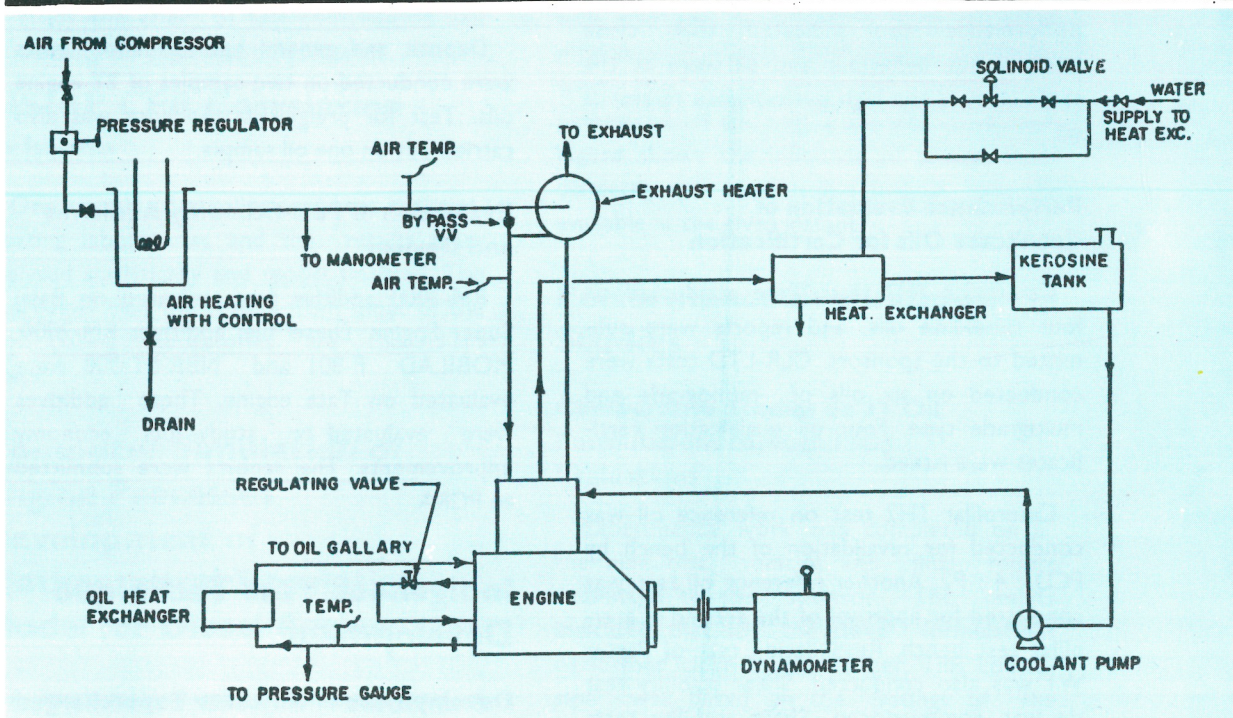 AIR FROM COMPRESSOR
PRESSURE REGULATOR
AIR TEMP.
TO EXHAUST
EXHAUST HEATER
BY PASS
VV
TO MANOMETER
AIR TEMP.
AIR HEATING
WITH CONTROL
DRAIN
SOLINOID VALVE
WATER
SUPPLY TO
HEAT EXC.
HEAT. EXCHANGER
KEROSINE
TANK
REGULATING VALVE
TO OIL GALLARY
OIL HEAT
EXCHANGER
TEMP.
TO PRESSURE GAUGE
ENGINE
DYNAMOMETER
COOLANT PUMP